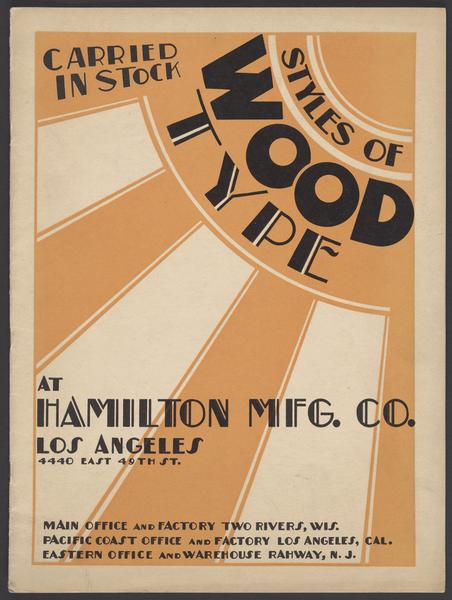 CARRIED
IN STOCK
STYLES OF
WOOD
TYPE
AT
HAMILTON MFG. CO.
LOS ANGELES
4440 EAST 49TH ST.
MAIN OFFICE AND FACTORY TWO RIVERS, WIS.
PACIFIC COAST OFFICE AND FACTORY LOS ANGELES, CAL.
EASTERN OFFICE AND WAREHOUSE RAHWAY, N. J.